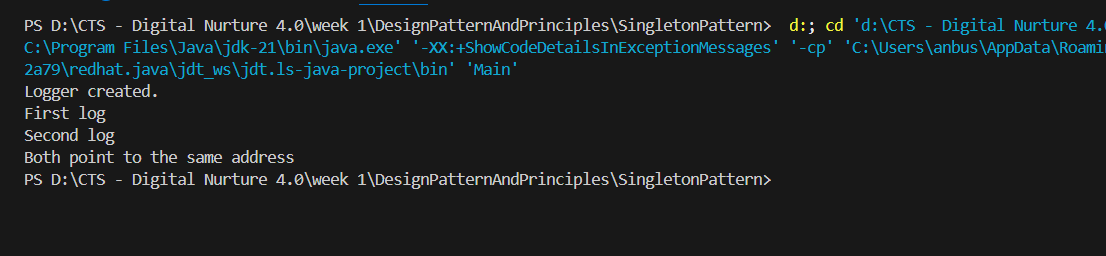 PS D:\CTS - Digital Nurture 4.0\week 1\DesignPatternAndPrinciples\SingletonPattern>  d:; cd 'd:\CTS - Digital Nurture 4.
C:\Program Files\Java\jdk-21\bin\java.exe' '-XX:+ShowCodeDetailsInExceptionMessages' '-cp' 'C:\Users\anbus\AppData\Roami
2a79\redhat.java\jdt_ws\jdt.ls-java-project\bin' 'Main'
Logger created.
First log
Second log
Both point to the same address
PS D:\CTS - Digital Nurture 4.0\week 1\DesignPatternAndPrinciples\SingletonPattern>